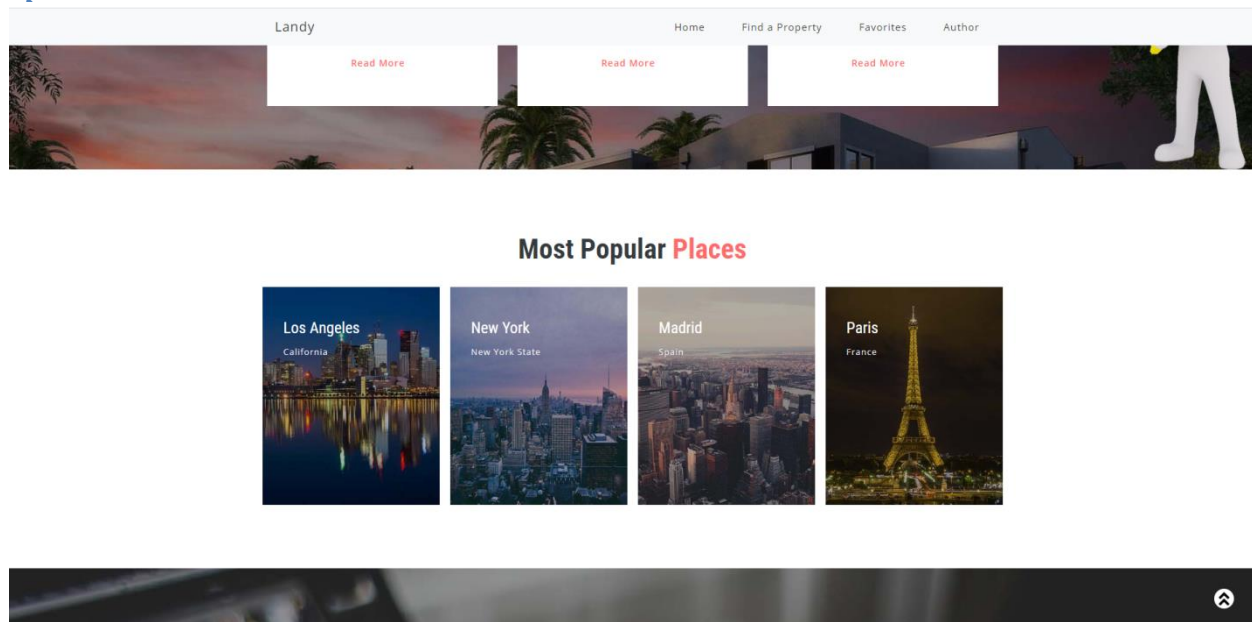 Landy Home Find a Property Favorites Author
Read More Read More Read More
Most Popular Places
Los Angeles New York Madrid Paris
California New York State Spain France